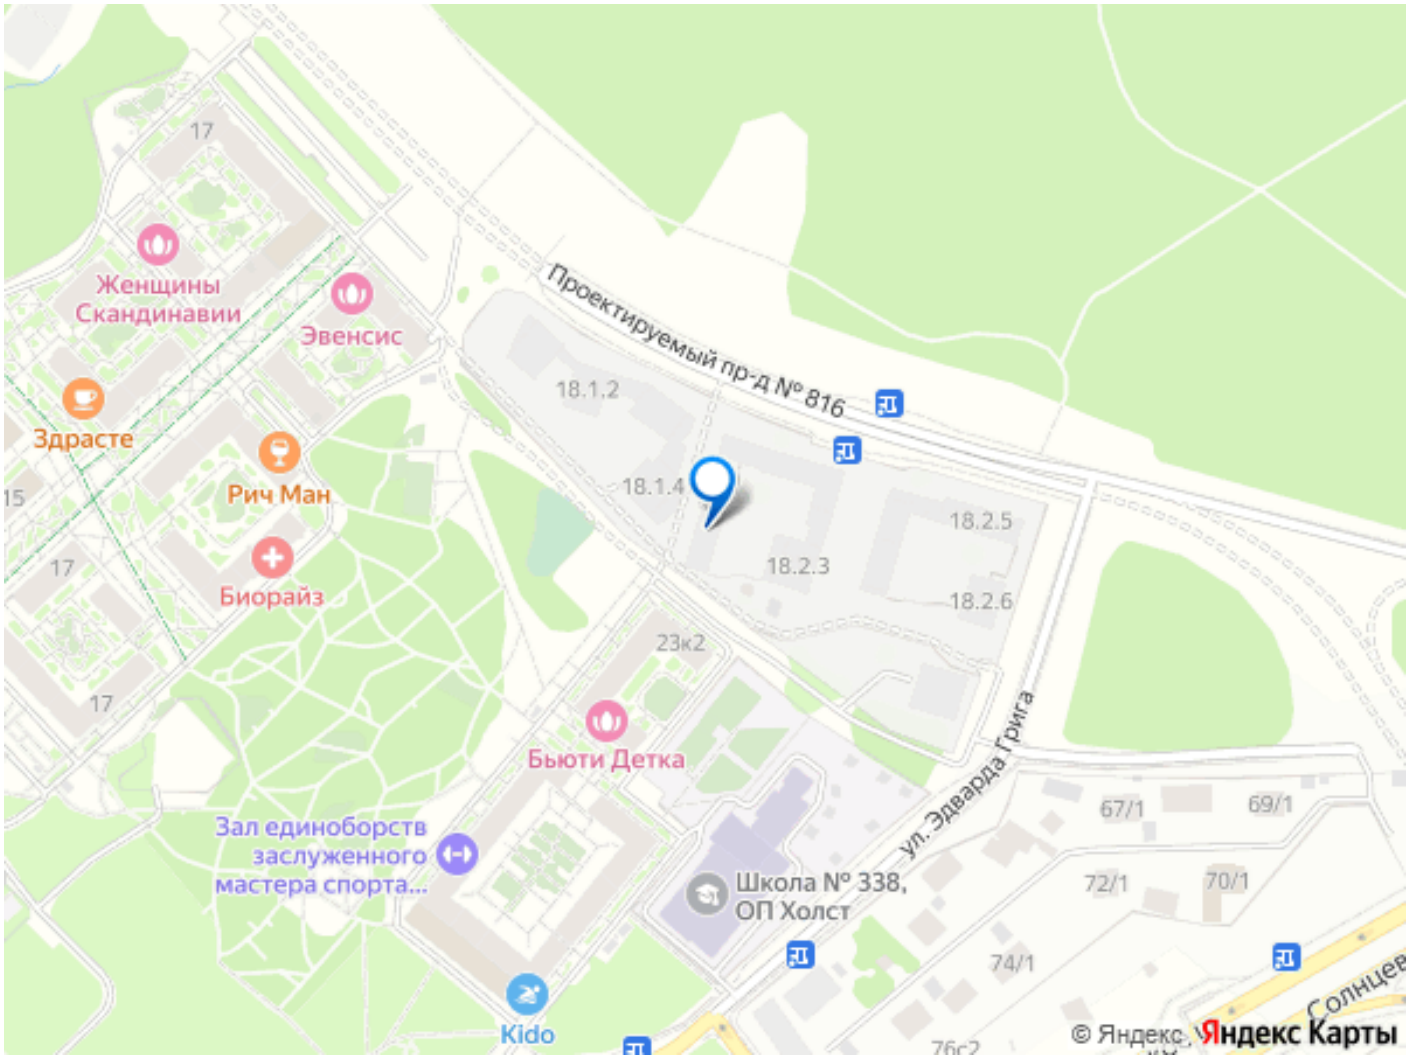 17
Женщины
Скандинавии
Эвенсис
Проектируемый пр-д № 816
18.1.2
Здрасте
Рич Ман
15
18.1.4
18.2.5
17
Биорайз
18.2.3
18.2.6
23к2
17
Бьюти Детка
ул. Эдварда Грига
67/1
69/1
Зал единоборств
заслуженного
мастера спорта...
Школа № 338,
ОП Холст
72/1
70/1
74/1
Солнцев
Kido
76с2
© Яндекс
Яндекс Карты